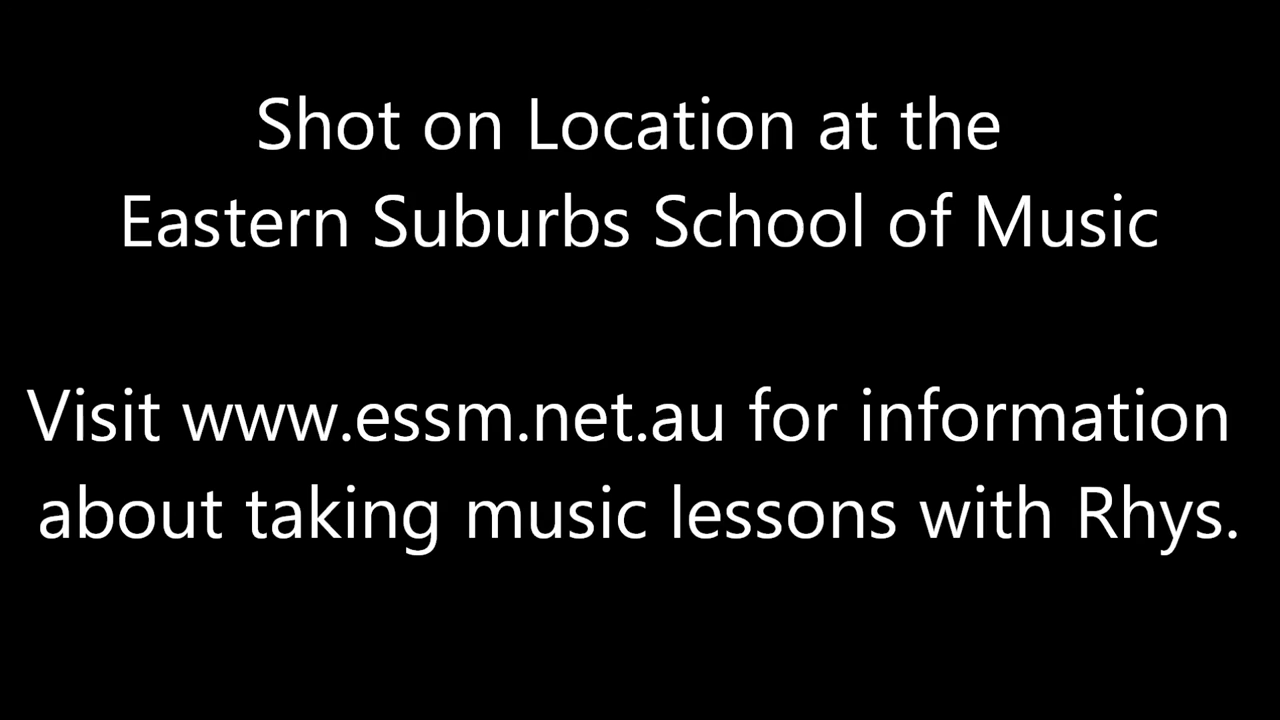 Shot on Location at the
Eastern Suburbs School of Music
Visit www.essm.net.au for information
about taking music lessons with Rhys.